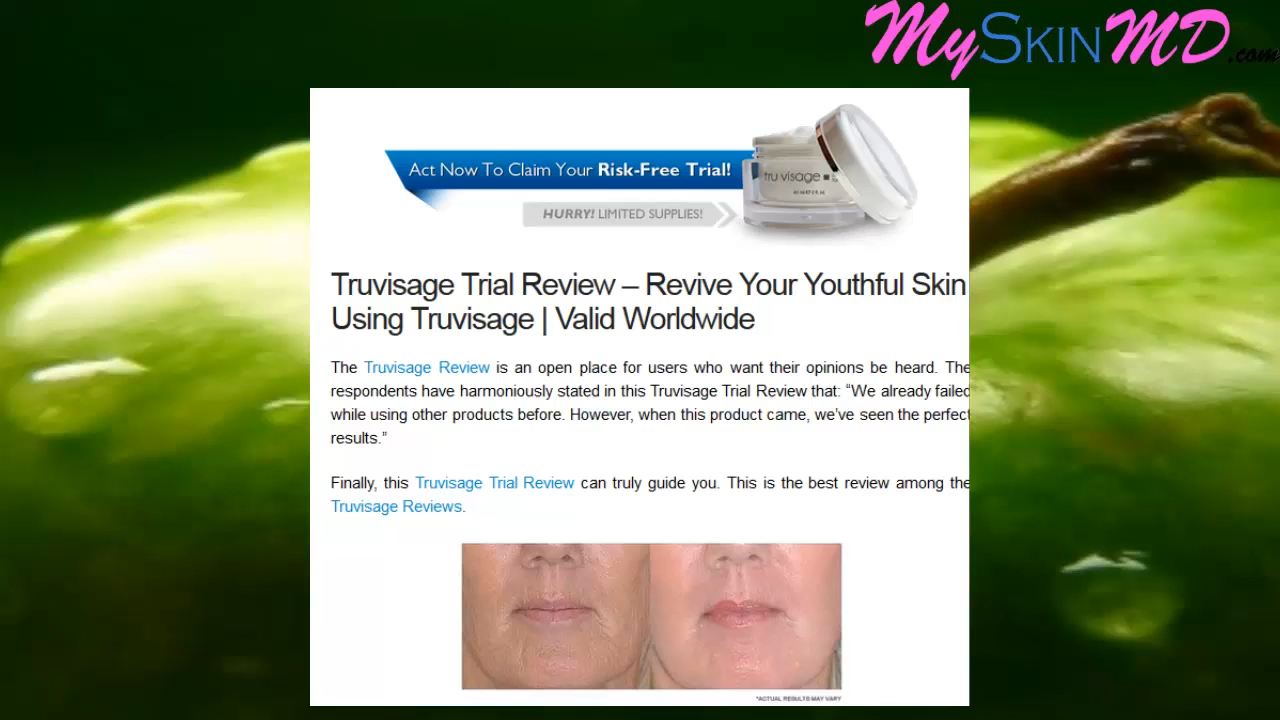 MySkinMD.com
Act Now To Claim Your Risk-Free Trial!
tru visage
HURRY! LIMITED SUPPLIES!
Truvisage Trial Review – Revive Your Youthful Skin
Using Truvisage | Valid Worldwide
The Truvisage Review is an open place for users who want their opinions be heard. The
respondents have harmoniously stated in this Truvisage Trial Review that: “We already failed
while using other products before. However, when this product came, we’ve seen the perfect
results.”
Finally, this Truvisage Trial Review can truly guide you. This is the best review among the
Truvisage Reviews.
*ACTUAL RESULTS MAY VARY